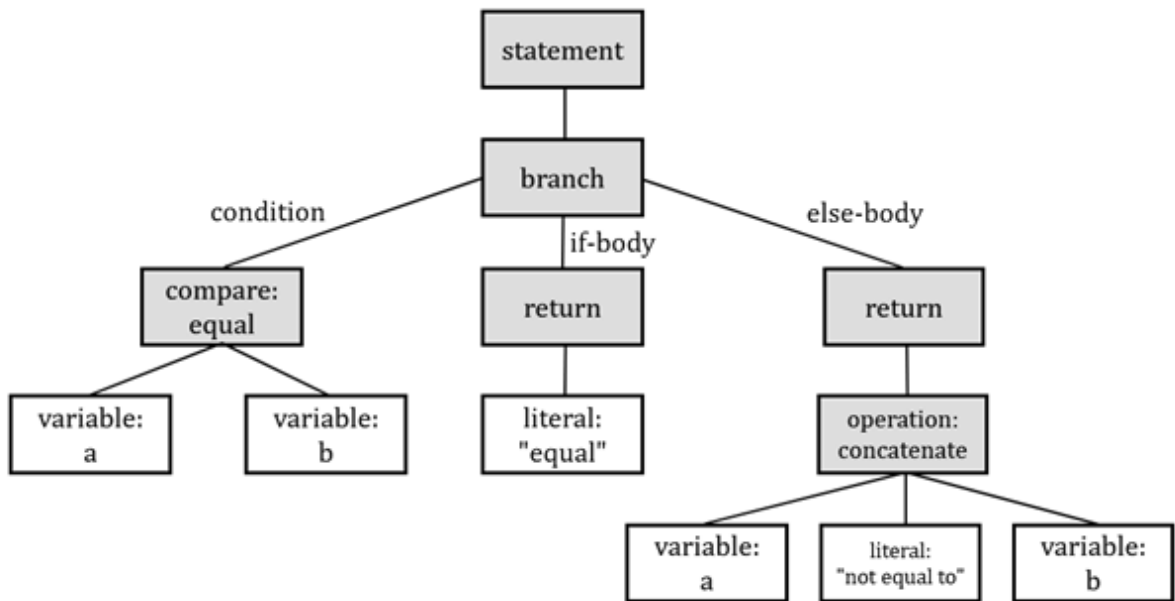 statement
branch
condition
if-body
else-body
compare:
equal
return
return
variable:
a
variable:
b
literal:
"equal"
operation:
concatenate
variable:
a
literal:
"not equal to"
variable:
b